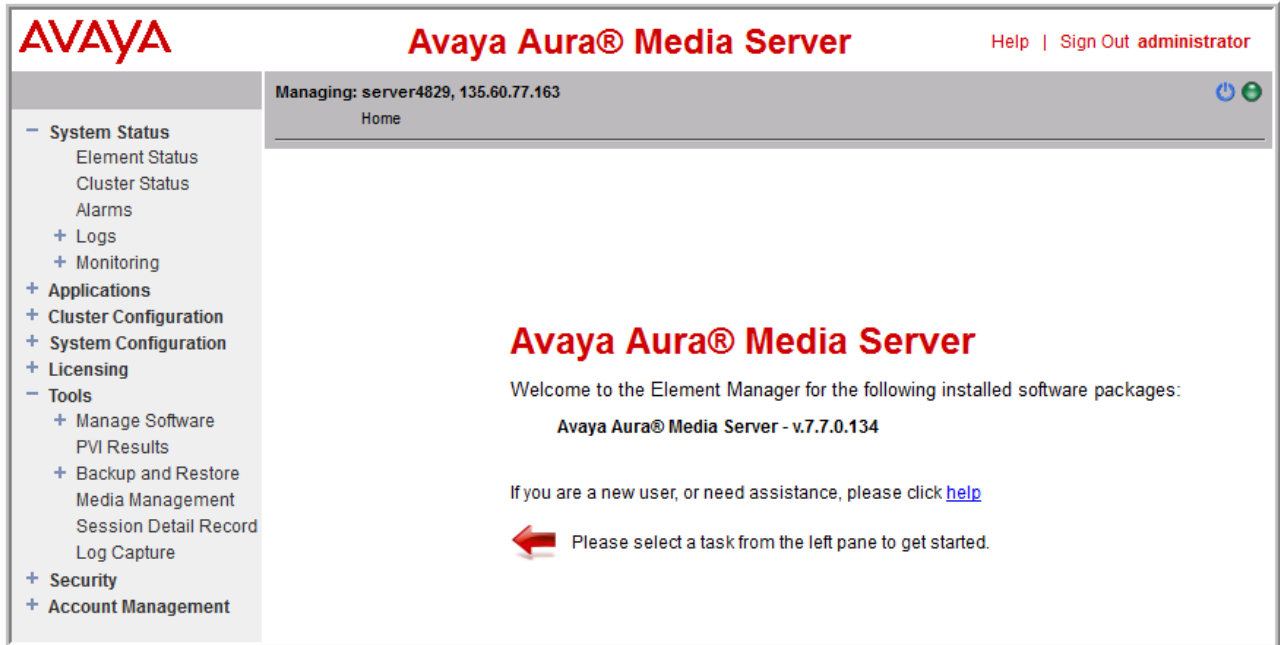 AVAYA
Avaya Aura® Media Server
Help | Sign Out administrator
Managing: server4829, 135.60.77.163
Home
− System Status
Element Status
Cluster Status
Alarms
+ Logs
+ Monitoring
+ Applications
+ Cluster Configuration
+ System Configuration
+ Licensing
− Tools
+ Manage Software
PVI Results
+ Backup and Restore
Media Management
Session Detail Record
Log Capture
+ Security
+ Account Management
Avaya Aura® Media Server
Welcome to the Element Manager for the following installed software packages:
Avaya Aura® Media Server - v.7.7.0.134
If you are a new user, or need assistance, please click help
Please select a task from the left pane to get started.